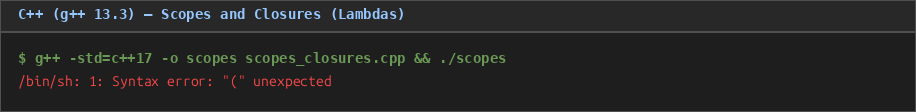 C++ (g++ 13.3) — Scopes and Closures (Lambdas)
$ g++ -std=c++17 -o scopes scopes_closures.cpp && ./scopes
/bin/sh: 1: Syntax error: "(" unexpected